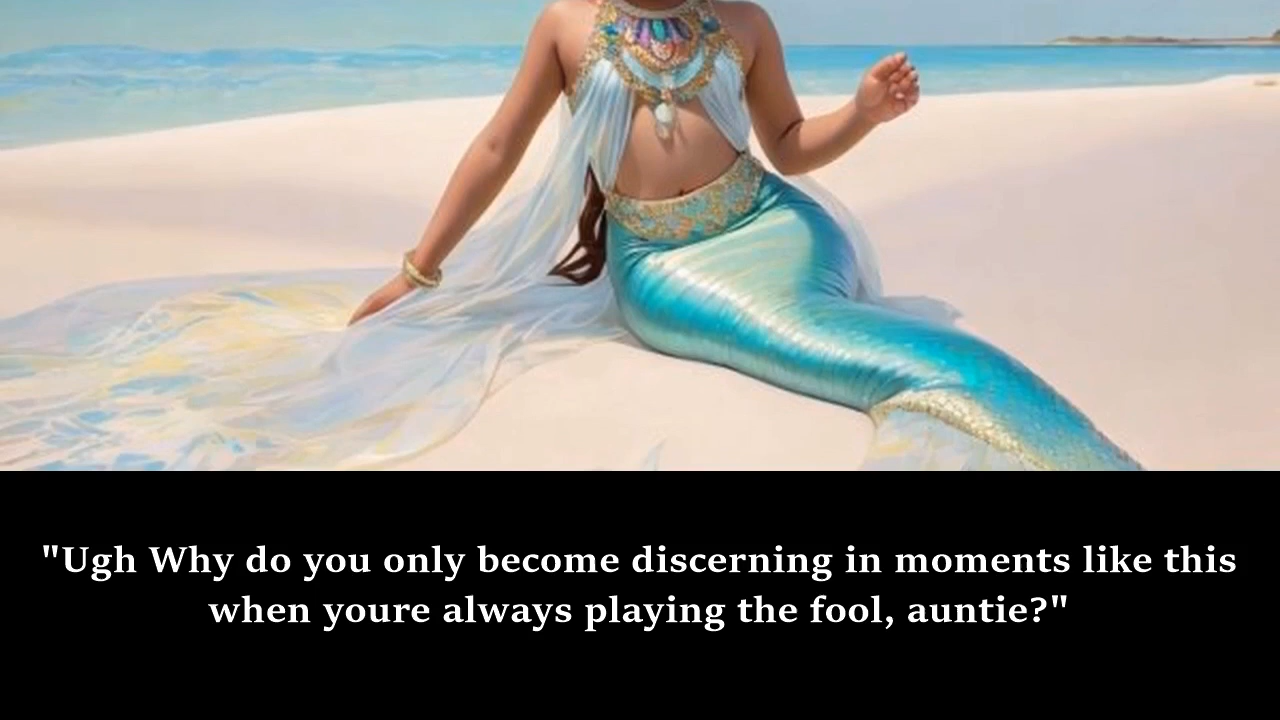 "Ugh Why do you only become discerning in moments like this
when youre always playing the fool, auntie?"